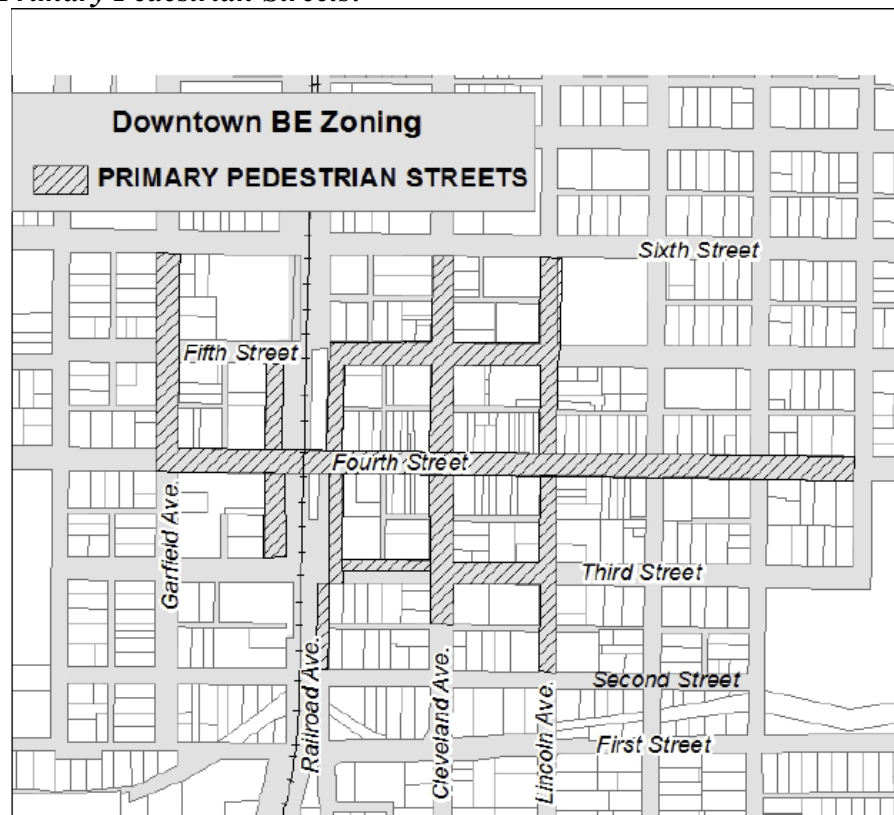 Primary Pedestrian Streets:
Downtown BE Zoning
PRIMARY PEDESTRIAN STREETS
Sixth Street
Fifth Street
Fourth Street
Garfield Ave.
Third Street
Railroad Ave.
Cleveland Ave.
Lincoln Ave.
Second Street
First Street